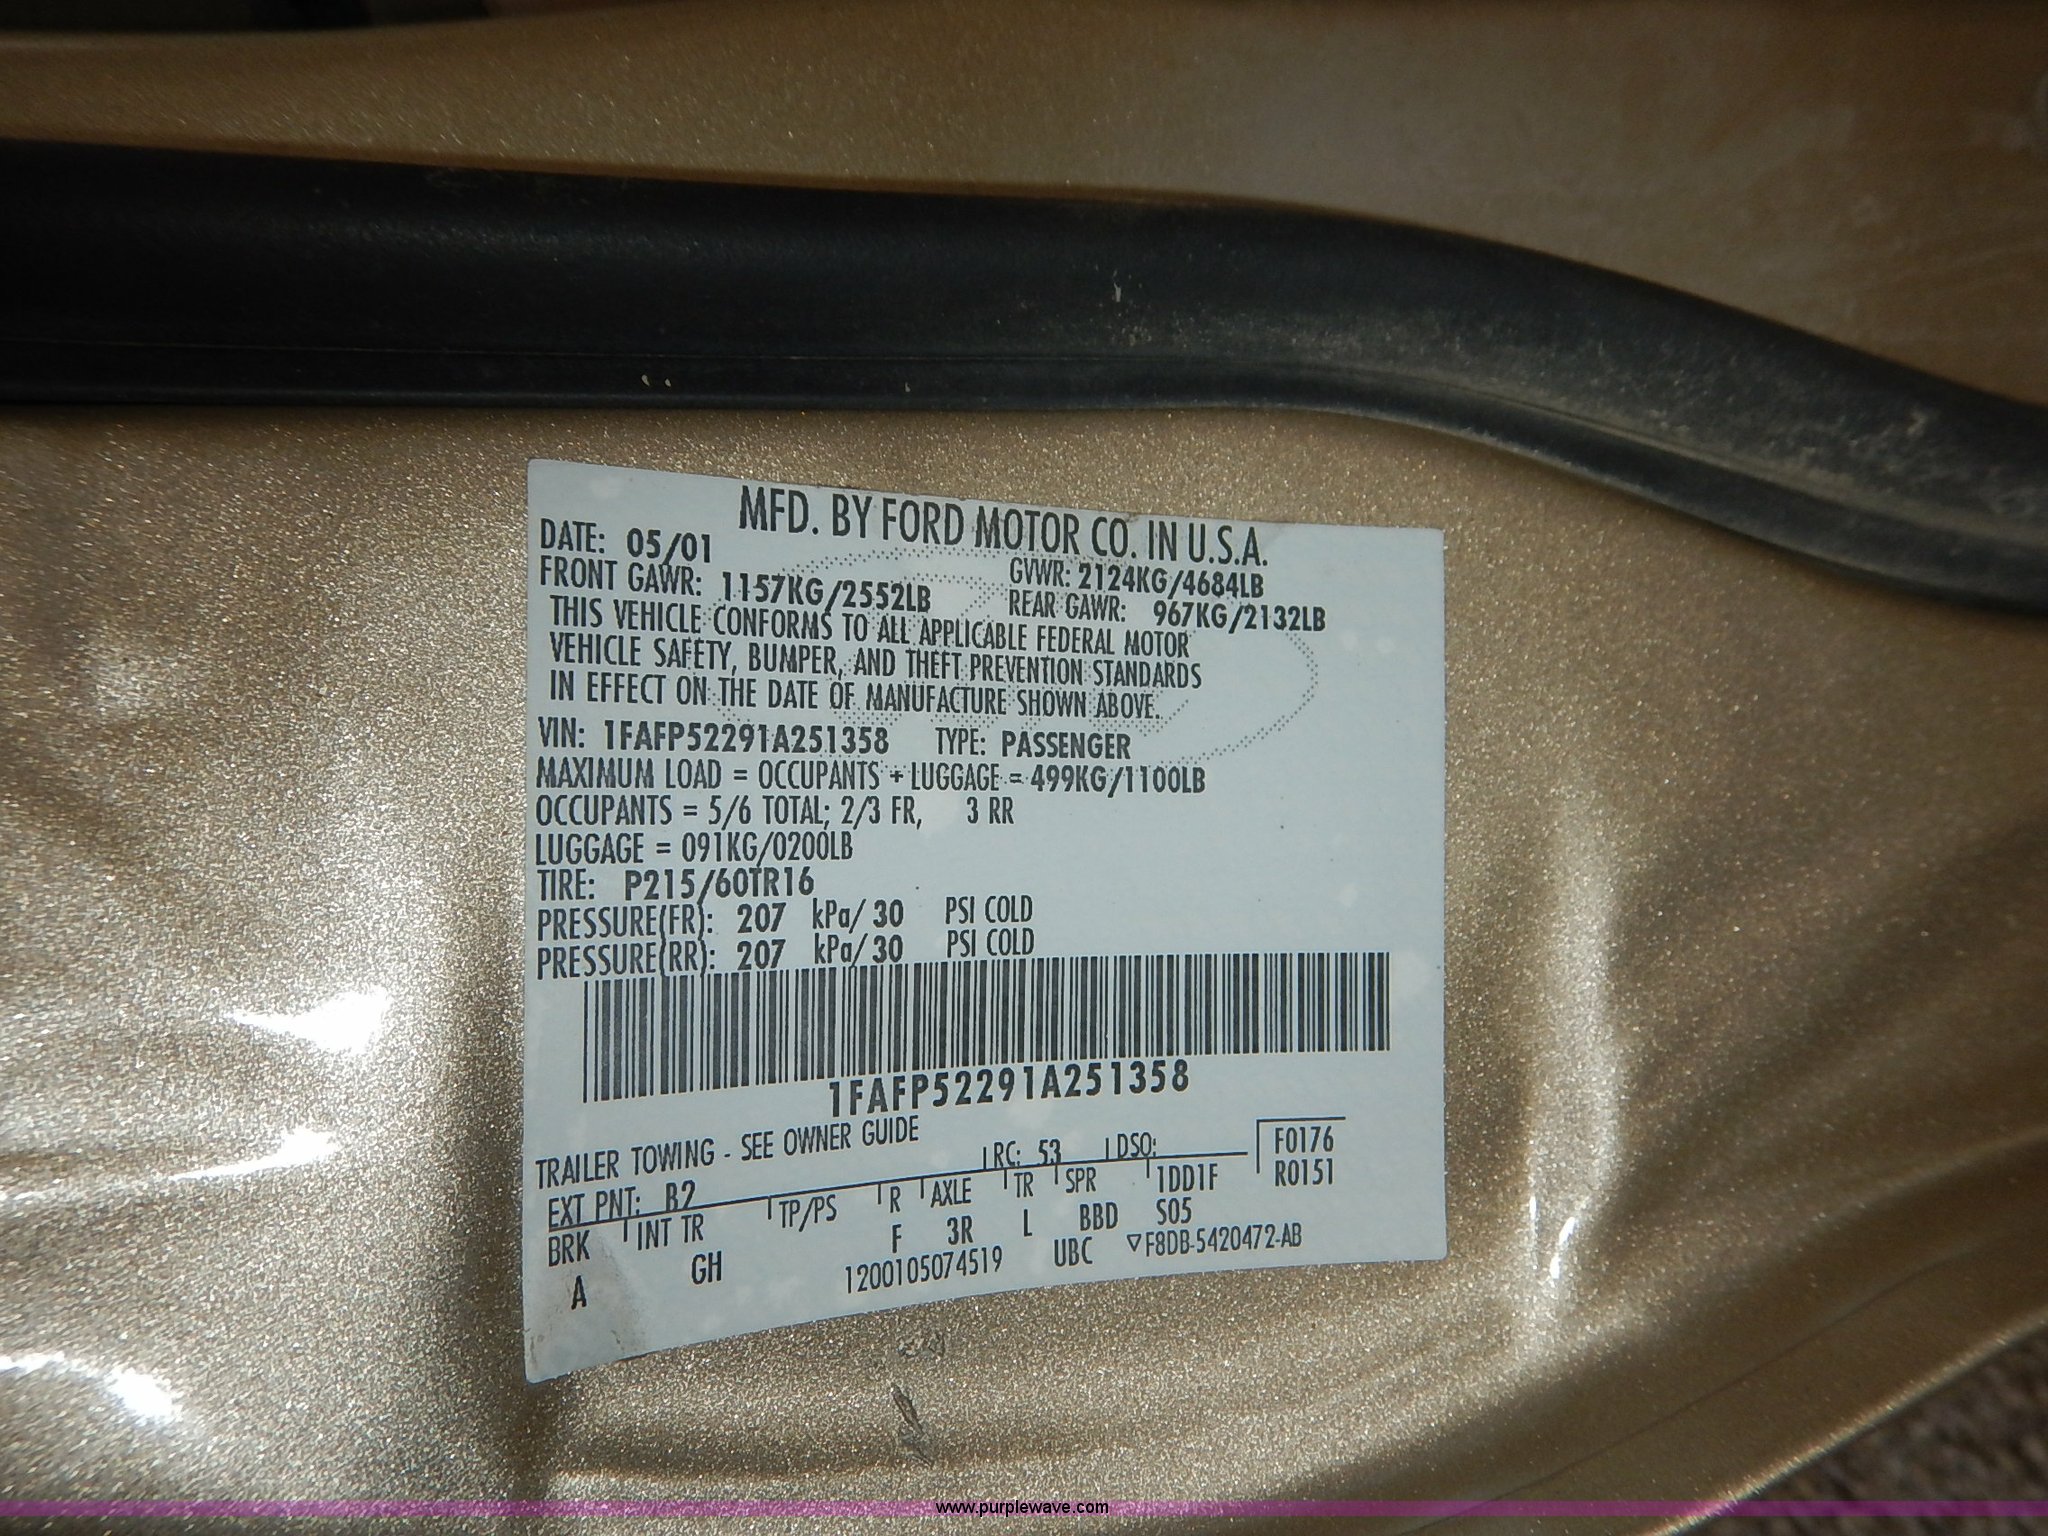 MFD. BY FORD MOTOR CO. IN U.S.A.
DATE: 05/01 GVWR: 2124KG/4684LB
FRONT GAWR: 1157KG/2552LB REAR GAWR: 967KG/2132LB
THIS VEHICLE CONFORMS TO ALL APPLICABLE FEDERAL MOTOR
VEHICLE SAFETY, BUMPER, AND THEFT PREVENTION STANDARDS
IN EFFECT ON THE DATE OF MANUFACTURE SHOWN ABOVE.
VIN: 1FAFP52291A251358 TYPE: PASSENGER
MAXIMUM LOAD = OCCUPANTS + LUGGAGE = 499KG/1100LB
OCCUPANTS = 5/6 TOTAL; 2/3 FR, 3 RR
LUGGAGE = 091KG/0200LB
TIRE: P215/60TR16
PRESSURE(FR): 207 kPa/ 30 PSI COLD
PRESSURE(RR): 207 kPa/ 30 PSI COLD
1FAFP52291A251358
TRAILER TOWING - SEE OWNER GUIDE
EXT PNT: B2 RC: 53 DSO: F0176
BRK INT TR TP/PS R AXLE TR SPR 1DD1F R0151
A GH F 3R L BBD S05
1200105074519 UBC ▽F8DB-5420472-AB
www.purplewave.com